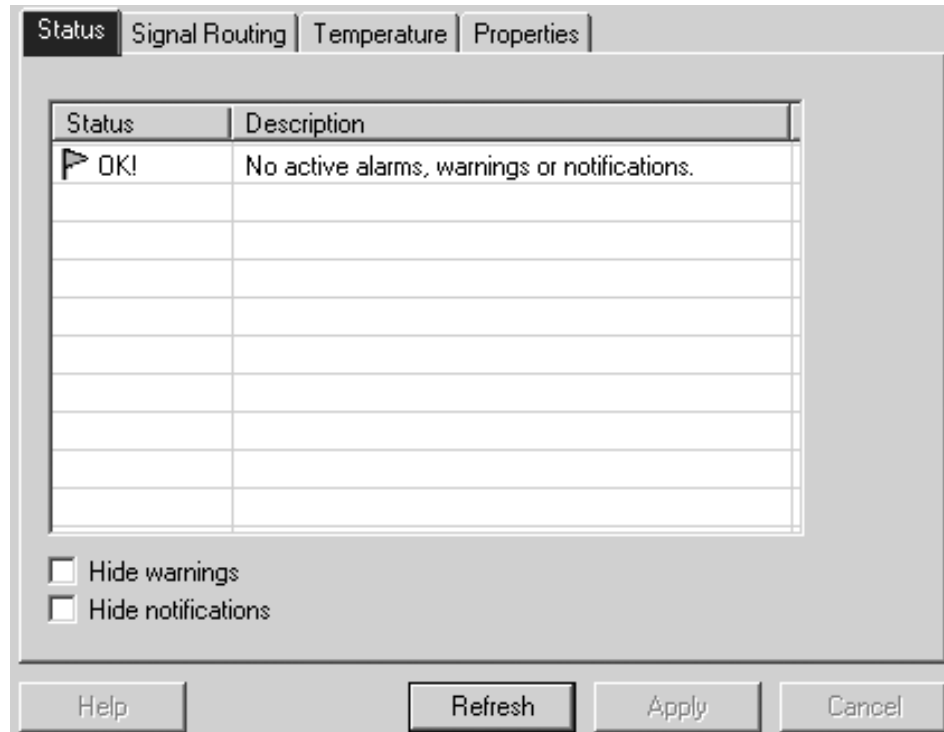 Status Signal Routing Temperature Properties
Status Description
OK! No active alarms, warnings or notifications.
Hide warnings
Hide notifications
Help Refresh Apply Cancel